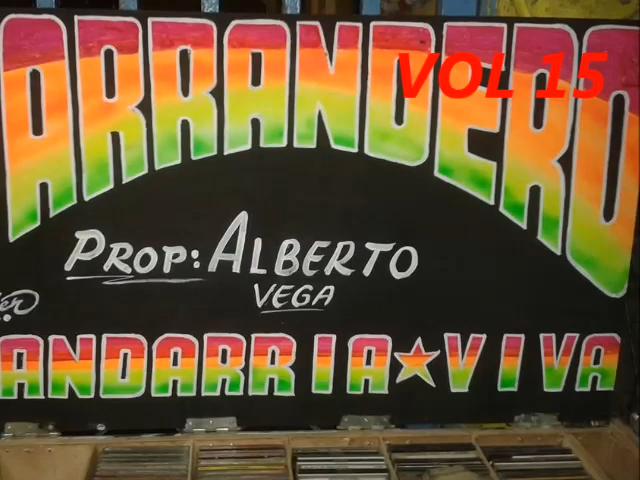 ARRANDERO
VOL 15
PROP: ALBERTO
VEGA
ANDARRIA★VIVA